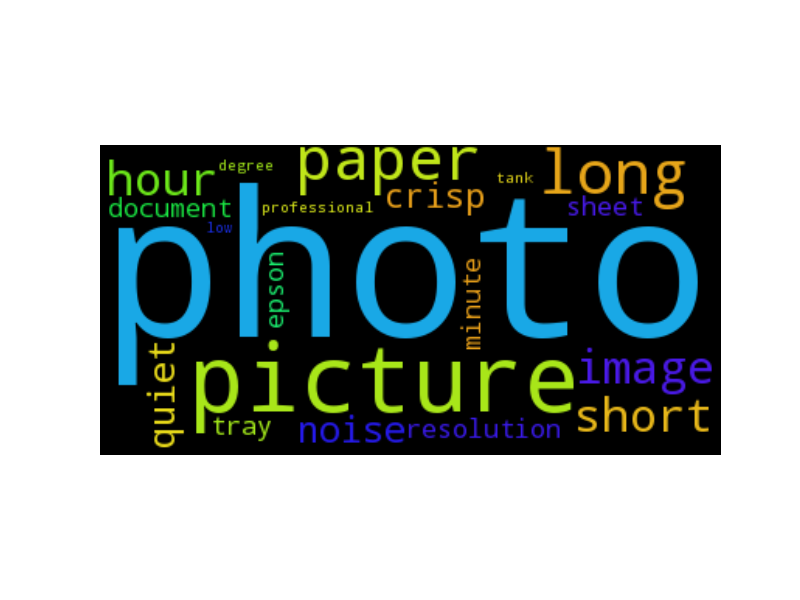 degree
paper
long
hour
tank
crisp
document
professional
sheet
low
photo
epson
minute
quiet
picture
image
short
tray
noise
resolution